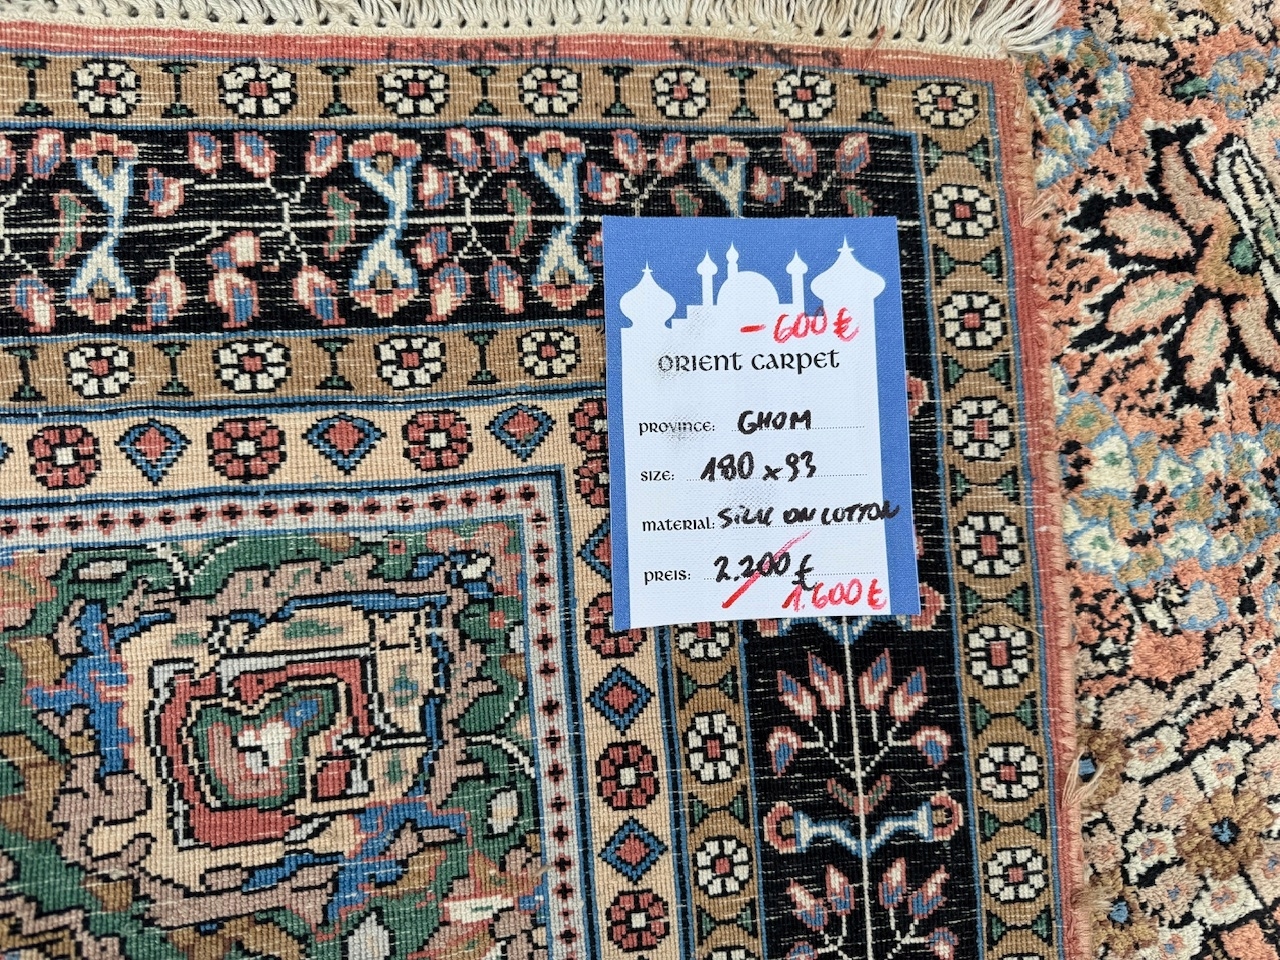 - 600 €
ORIENT CARPET
PROVINCE: GHOM
SIZE: 180 x 93
MATERIAL: SILK ON COTTON
PREIS: 2.200 €
1.600 €